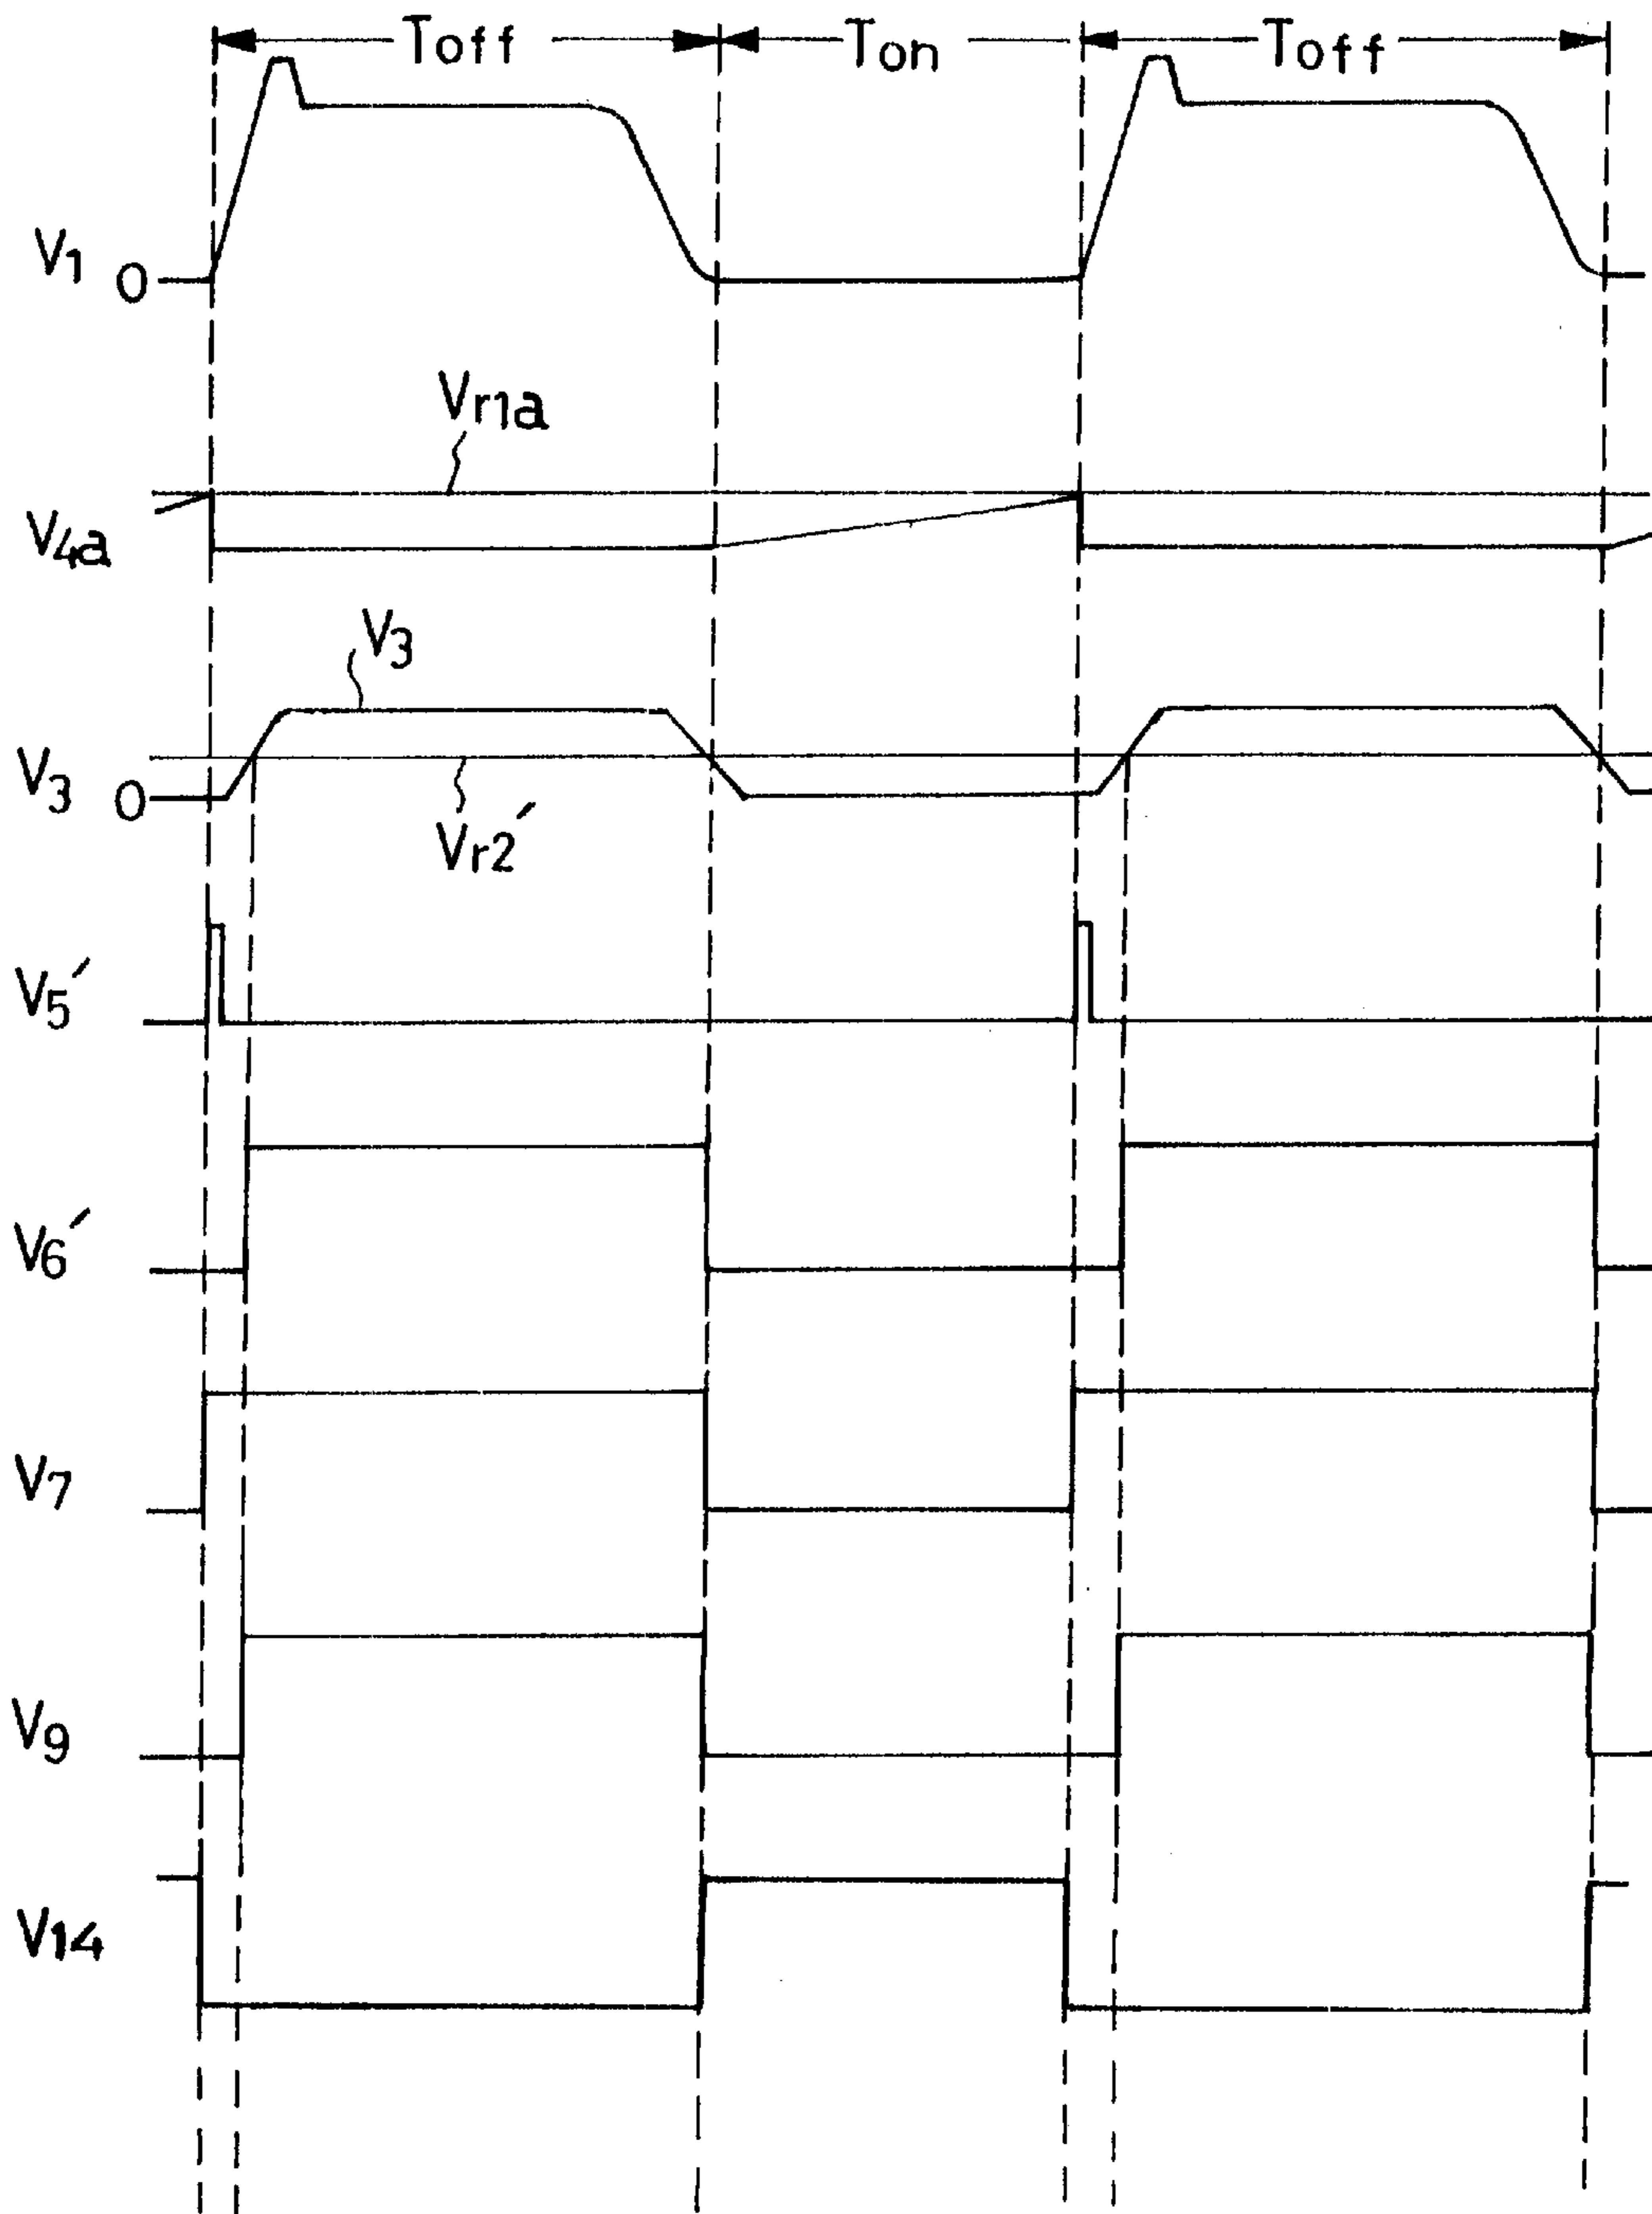 Toff Ton Toff
V1 0
Vr1a
V4a
V3
V3 0
Vr2′
V5′
V6′
V7
V9
V14